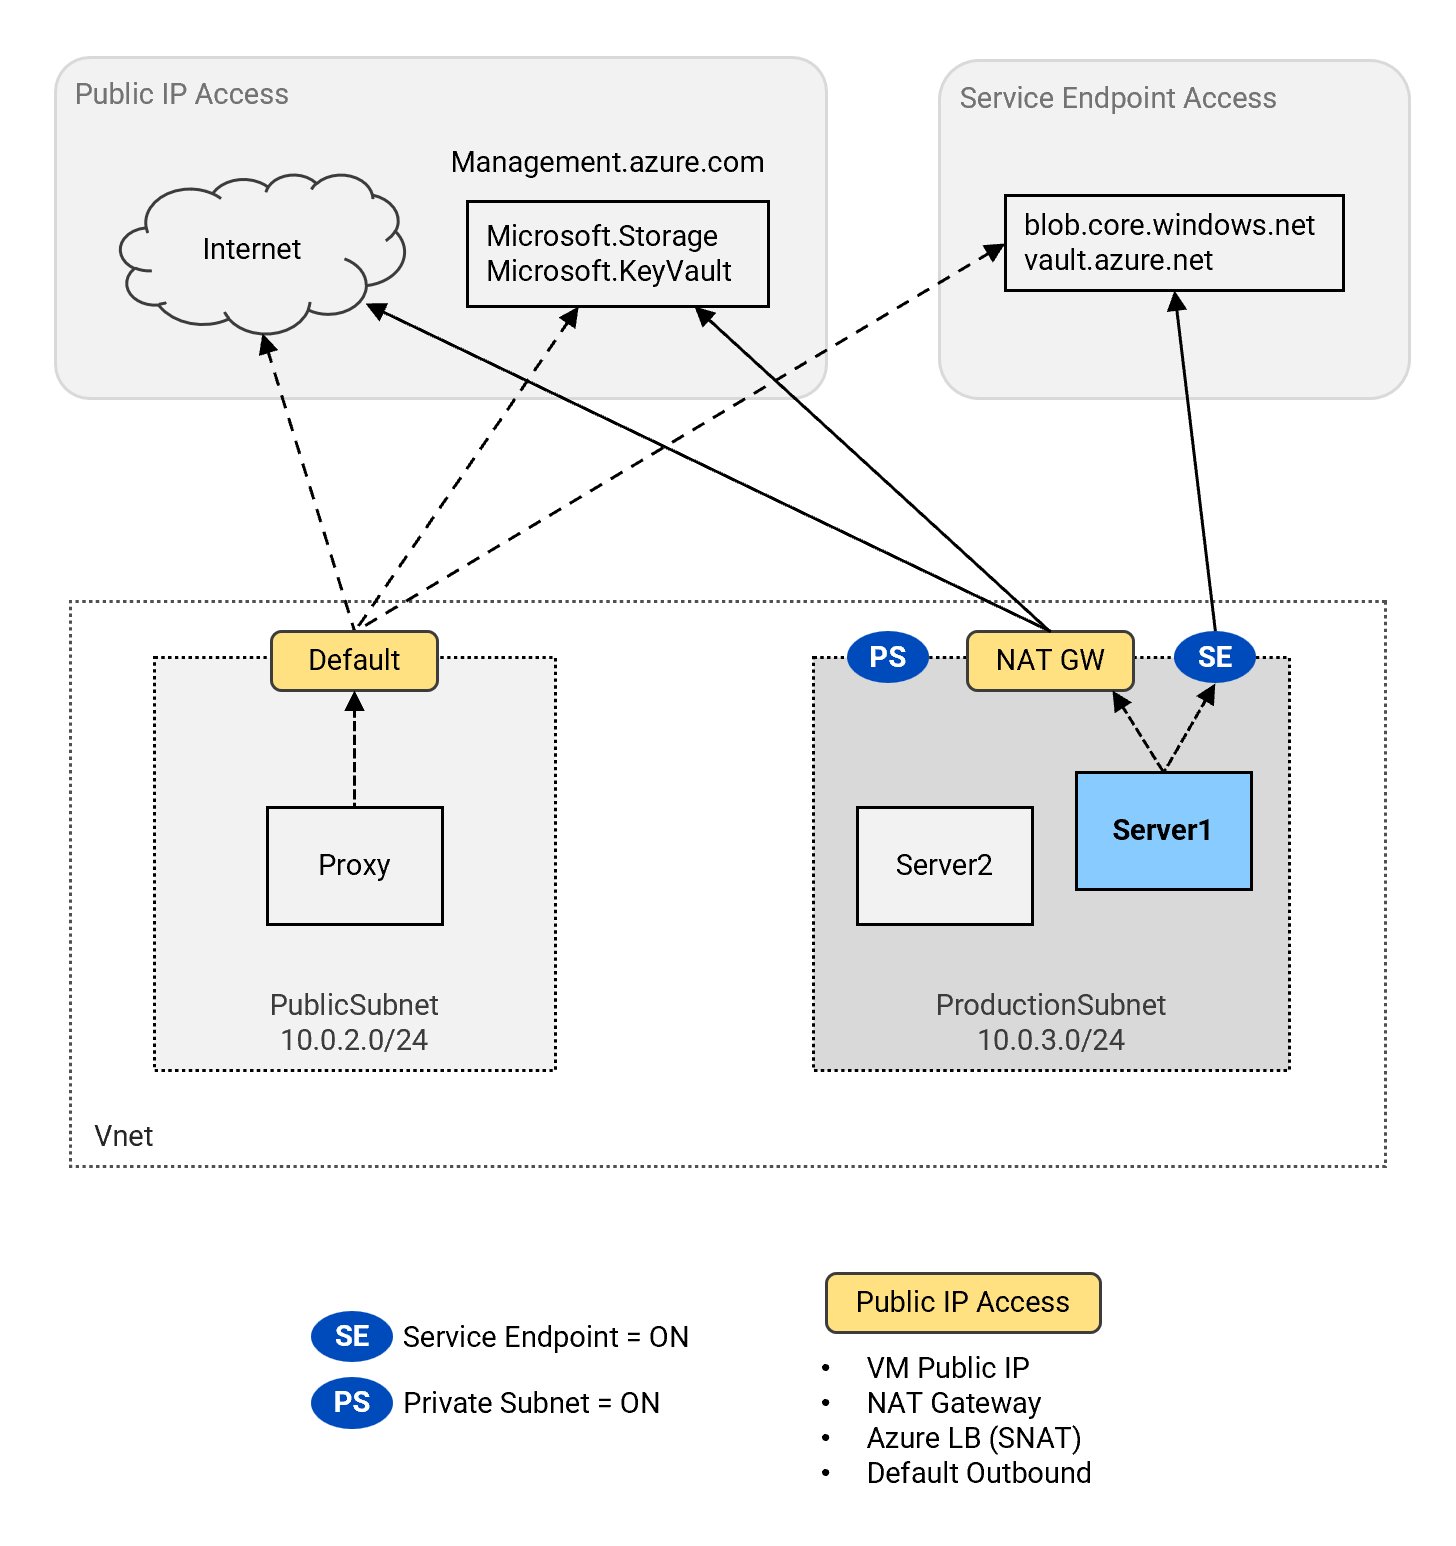 Public IP Access
Service Endpoint Access
Management.azure.com
Internet
Microsoft.Storage
Microsoft.KeyVault
blob.core.windows.net
vault.azure.net
Default
PS
NAT GW
SE
Proxy
Server2
Server1
PublicSubnet
10.0.2.0/24
ProductionSubnet
10.0.3.0/24
Vnet
SE Service Endpoint = ON
PS Private Subnet = ON
Public IP Access
• VM Public IP
• NAT Gateway
• Azure LB (SNAT)
• Default Outbound